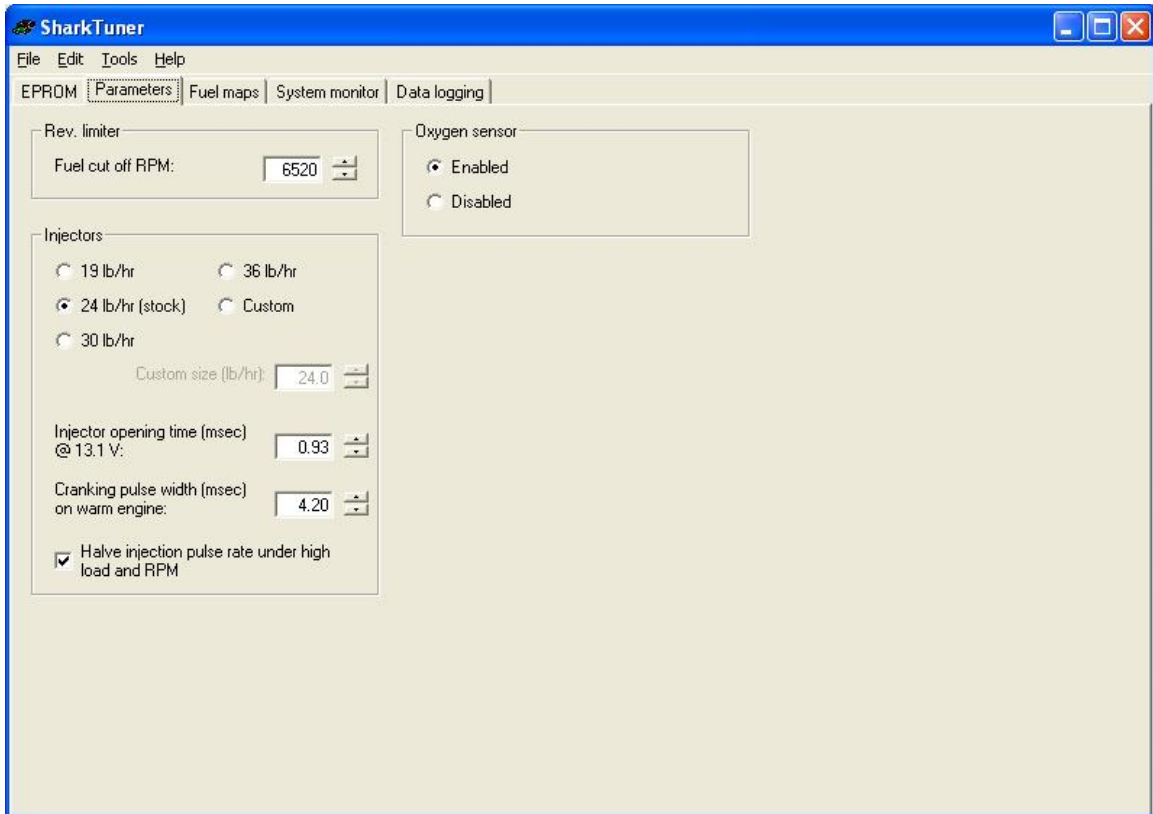 SharkTuner
File Edit Tools Help
EPROM Parameters Fuel maps System monitor Data logging
Rev. limiter
Fuel cut off RPM: 6520
Oxygen sensor
Enabled
Disabled
Injectors
19 lb/hr 36 lb/hr
24 lb/hr (stock) Custom
30 lb/hr
Custom size (lb/hr): 24.0
Injector opening time (msec)
@ 13.1 V: 0.93
Cranking pulse width (msec)
on warm engine: 4.20
Halve injection pulse rate under high
load and RPM